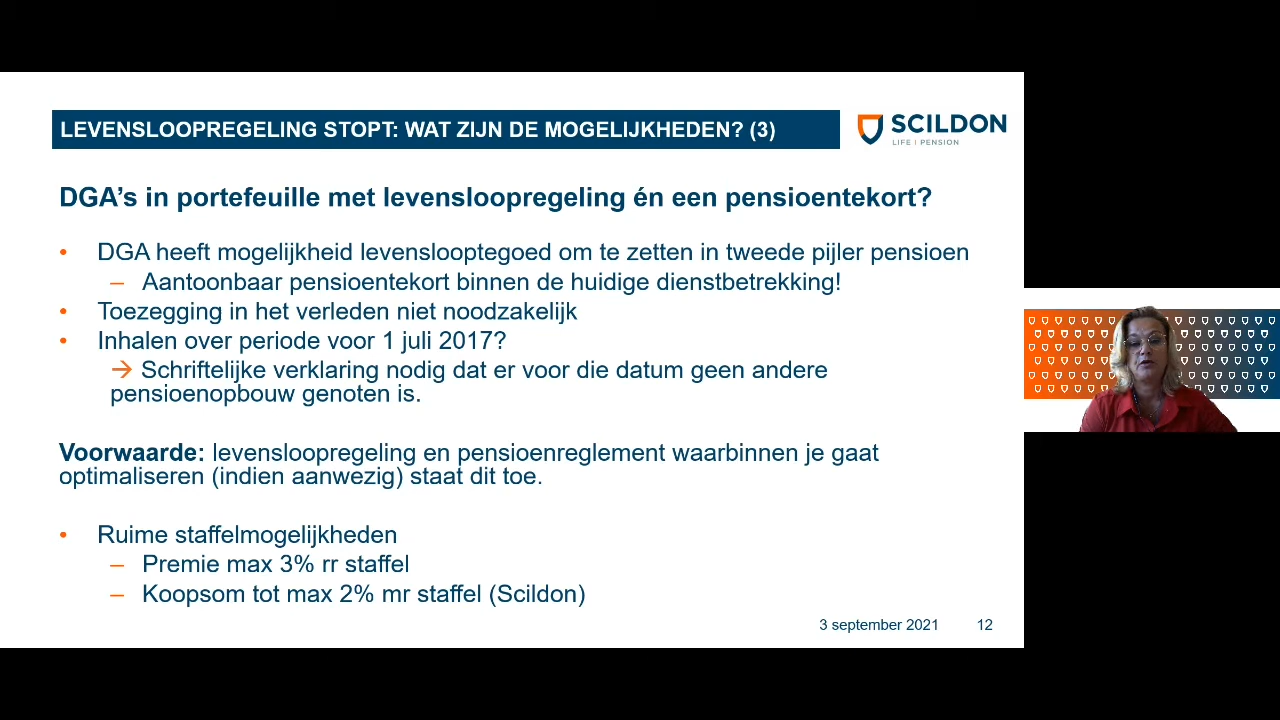 LEVENSLOOPREGELING STOPT: WAT ZIJN DE MOGELIJKHEDEN? (3)
SCILDON
LIFE | PENSION
DGA's in portefeuille met levensloopregeling én een pensioentekort?
• DGA heeft mogelijkheid levenslooptegoed om te zetten in tweede pijler pensioen
– Aantoonbaar pensioentekort binnen de huidige dienstbetrekking!
• Toezegging in het verleden niet noodzakelijk
• Inhalen over periode voor 1 juli 2017?
→ Schriftelijke verklaring nodig dat er voor die datum geen andere
pensioenopbouw genoten is.
Voorwaarde: levensloopregeling en pensioenreglement waarbinnen je gaat
optimaliseren (indien aanwezig) staat dit toe.
• Ruime staffelmogelijkheden
– Premie max 3% rr staffel
– Koopsom tot max 2% mr staffel (Scildon)
3 september 2021 12